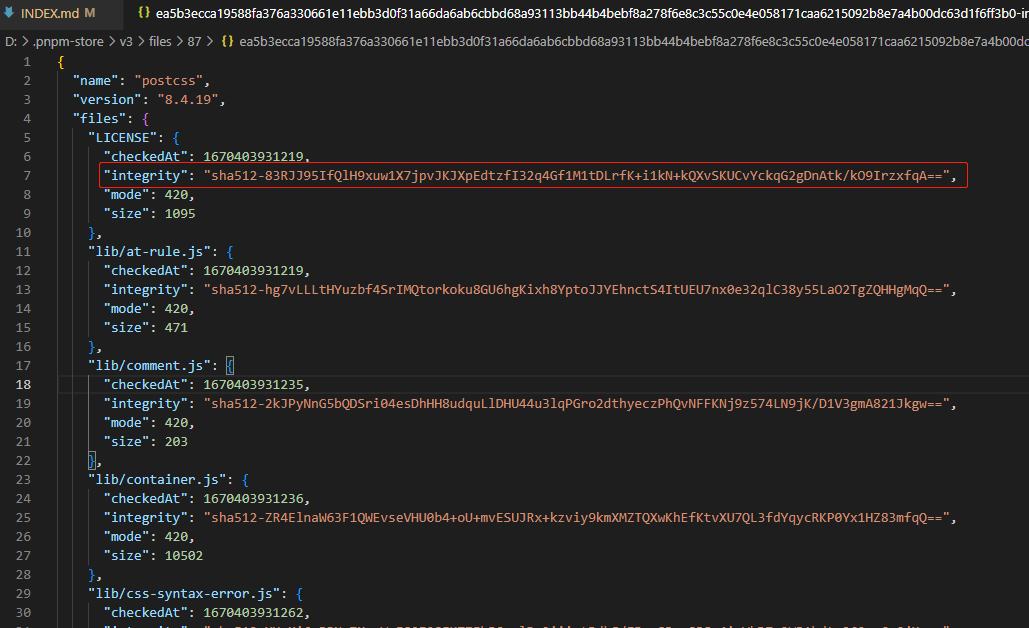 INDEX.md M {} ea5b3ecca19588fa376a330661e11ebb3d0f31a66da6ab6cbbd68a93113bb44b4bebf8a278f6e8c3c55c0e4e058171caa6215092b8e7a4b00dc63d1f6ff3b0-in
D: > .pnpm-store > v3 > files > 87 > {} ea5b3ecca19588fa376a330661e11ebb3d0f31a66da6ab6cbbd68a93113bb44b4bebf8a278f6e8c3c55c0e4e058171caa6215092b8e7a4b00dc
1 {
2 "name": "postcss",
3 "version": "8.4.19",
4 "files": {
5 "LICENSE": {
6 "checkedAt": 1670403931219,
7 "integrity": "sha512-83RJJ95IfQlH9xuw1X7jpvJKJXpEdtzfI32q4Gf1M1tDLrfK+i1kN+kQXvSKUCvYckqG2gDnAtk/kO9IrzxfqA==",
8 "mode": 420,
9 "size": 1095
10 },
11 "lib/at-rule.js": {
12 "checkedAt": 1670403931219,
13 "integrity": "sha512-hg7vLLLtHYuzbf4SrIMQtorkoku8GU6hgKixh8YptoJJYEhnctS4ItUEU7nx0e32qlC38y55LaO2TgZQHHgMqQ==",
14 "mode": 420,
15 "size": 471
16 },
17 "lib/comment.js": {
18 "checkedAt": 1670403931235,
19 "integrity": "sha512-2kJPyNnG5bQDSri04esDhHH8udquLlDHU44u3lqPGro2dthyeczPhQvNFFKNj9z574LN9jK/D1V3gmA821Jkgw==",
20 "mode": 420,
21 "size": 203
22 },
23 "lib/container.js": {
24 "checkedAt": 1670403931236,
25 "integrity": "sha512-ZR4ElnaW63F1QWEvseVHU0b4+oU+mvESUJRx+kzviy9kmXMZTQXwKhEfKtvXU7QL3fdYqycRKP0Yx1HZ83mfqQ==",
26 "mode": 420,
27 "size": 10502
28 },
29 "lib/css-syntax-error.js": {
30 "checkedAt": 1670403931262,